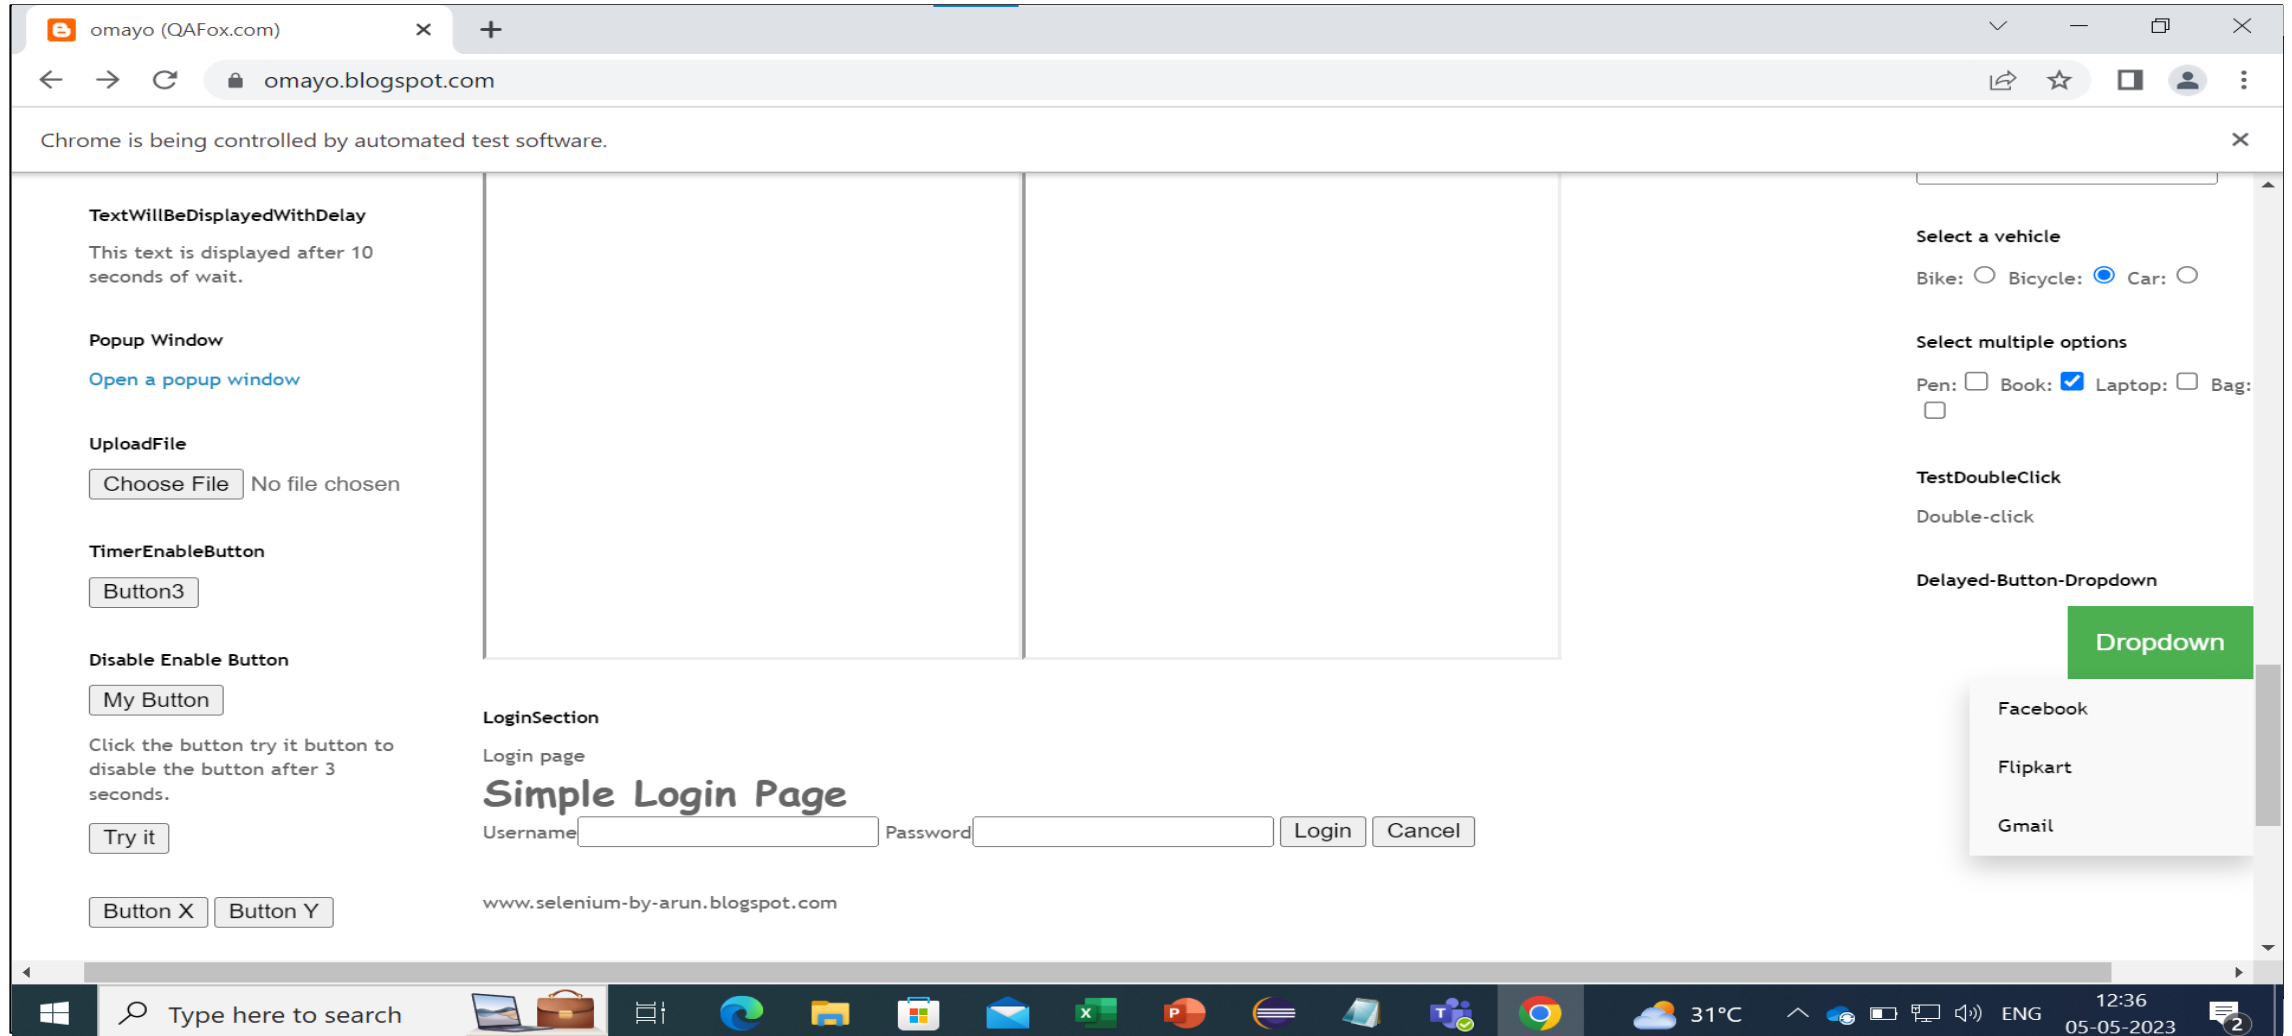 omayo (QAFox.com)
omayo.blogspot.com
Chrome is being controlled by automated test software.
TextWillBeDisplayedWithDelay
This text is displayed after 10
seconds of wait.
Popup Window
Open a popup window
UploadFile
Choose File No file chosen
TimerEnableButton
Button3
Disable Enable Button
My Button
Click the button try it button to
disable the button after 3
seconds.
Try it
Button X Button Y
LoginSection
Login page
Simple Login Page
Username Password Login Cancel
www.selenium-by-arun.blogspot.com
Select a vehicle
Bike: Bicycle: Car:
Select multiple options
Pen: Book: Laptop: Bag:
TestDoubleClick
Double-click
Delayed-Button-Dropdown
Dropdown
Facebook
Flipkart
Gmail
Type here to search
31°C
ENG
12:36
05-05-2023
2